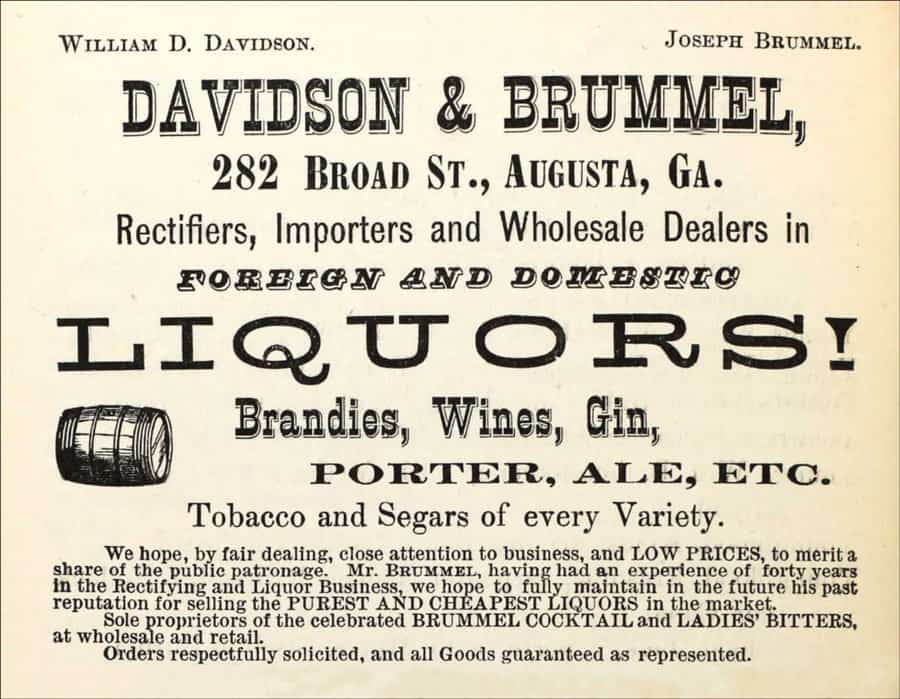 William D. Davidson. Joseph Brummel.
DAVIDSON & BRUMMEL,
282 Broad St., Augusta, Ga.
Rectifiers, Importers and Wholesale Dealers in
FOREIGN AND DOMESTIC
LIQUORS!
Brandies, Wines, Gin,
PORTER, ALE, ETC.
Tobacco and Segars of every Variety.
We hope, by fair dealing, close attention to business, and LOW PRICES, to merit a
share of the public patronage. Mr. Brummel, having had an experience of forty years
in the Rectifying and Liquor Business, we hope to fully maintain in the future his past
reputation for selling the PUREST AND CHEAPEST LIQUORS in the market.
Sole proprietors of the celebrated BRUMMEL COCKTAIL and LADIES' BITTERS,
at wholesale and retail.
Orders respectfully solicited, and all Goods guaranteed as represented.